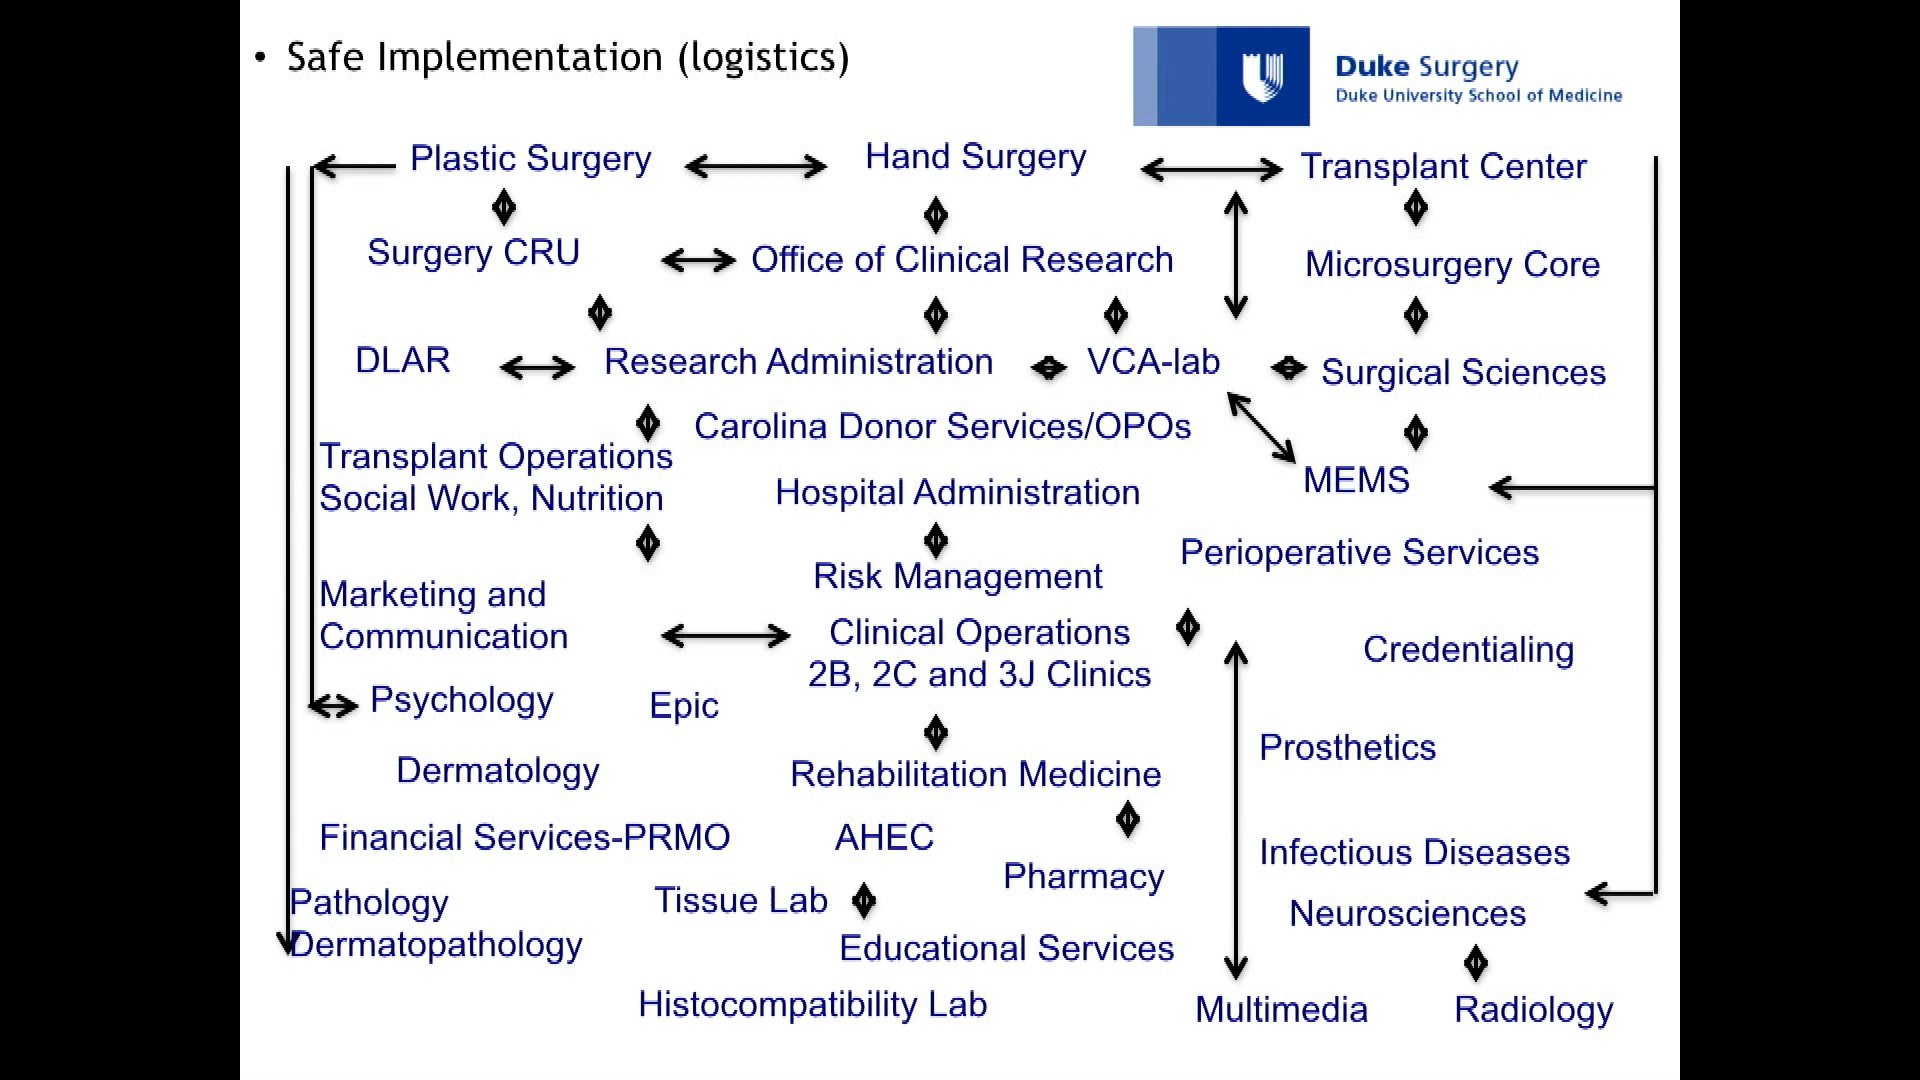 • Safe Implementation (logistics)
Duke Surgery
Duke University School of Medicine
Plastic Surgery
Hand Surgery
Transplant Center
Surgery CRU
Office of Clinical Research
Microsurgery Core
DLAR
Research Administration
VCA-lab
Surgical Sciences
Carolina Donor Services/OPOs
Transplant Operations
Social Work, Nutrition
Hospital Administration
MEMS
Perioperative Services
Risk Management
Marketing and
Communication
Clinical Operations
2B, 2C and 3J Clinics
Credentialing
Psychology
Epic
Prosthetics
Dermatology
Rehabilitation Medicine
Financial Services-PRMO
AHEC
Infectious Diseases
Pharmacy
Pathology
Dermatopathology
Tissue Lab
Neurosciences
Educational Services
Histocompatibility Lab
Multimedia
Radiology